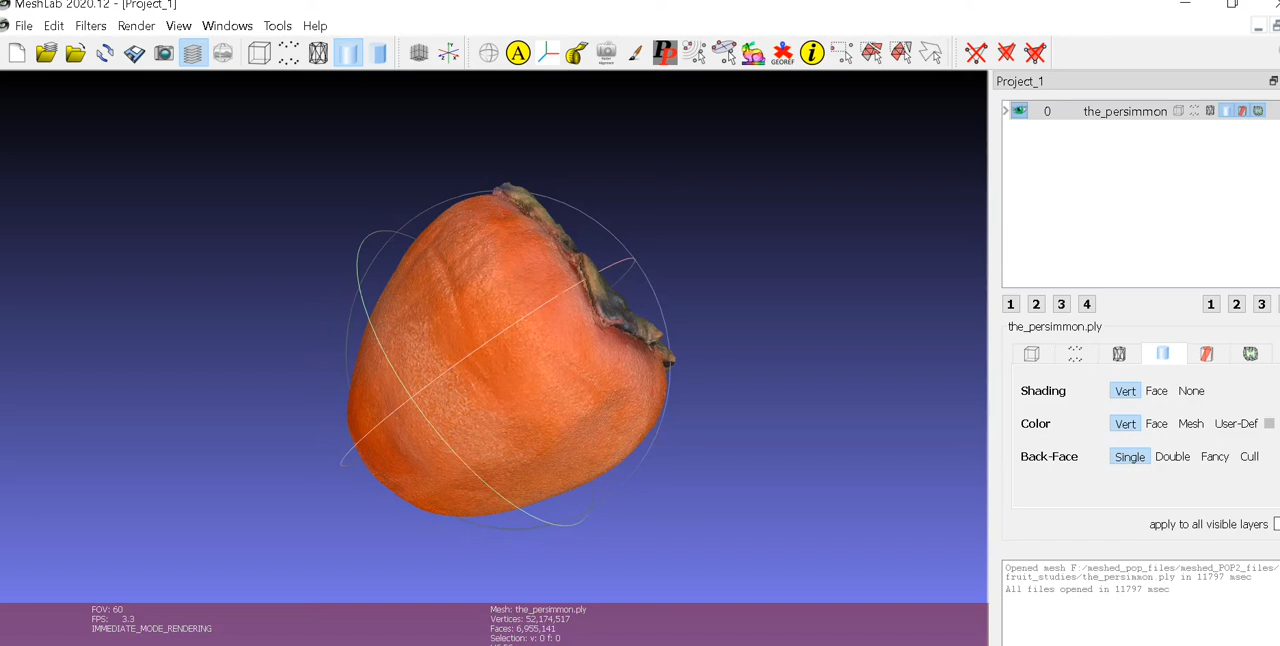 MeshLab 2020.12 - [Project_1]
File Edit Filters Render View Windows Tools Help
A PP GEOREF i
Project_1
0 the_persimmon
1 2 3 4 1 2 3
the_persimmon.ply
Shading Vert Face None
Color Vert Face Mesh User-Def
Back-Face Single Double Fancy Cull
apply to all visible layers
Opened mesh F:/meshed_pop_files/meshed_POP2_files/
fruit_studies/the_persimmon.ply in 11797 msec
All files opened in 11797 msec
FOV: 60
FPS: 3.3
IMMEDIATE_MODE_RENDERING
Mesh: the_persimmon.ply
Vertices: 52,174,517
Faces: 6,955,141
Selection: v: 0 f: 0